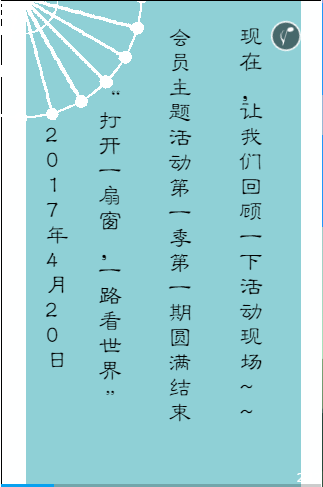 2017年4月20日
“打开一扇窗,一路看世界”
会员主题活动第一季第一期圆满结束
现在,让我们回顾一下活动现场~~